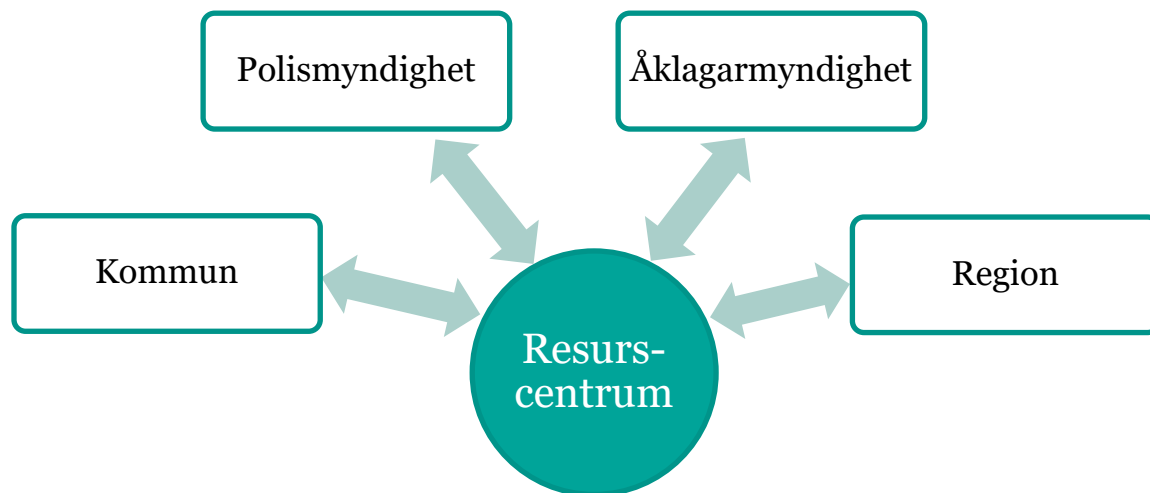 Polismyndighet
Åklagarmyndighet
Kommun
Region
Resurs-
centrum